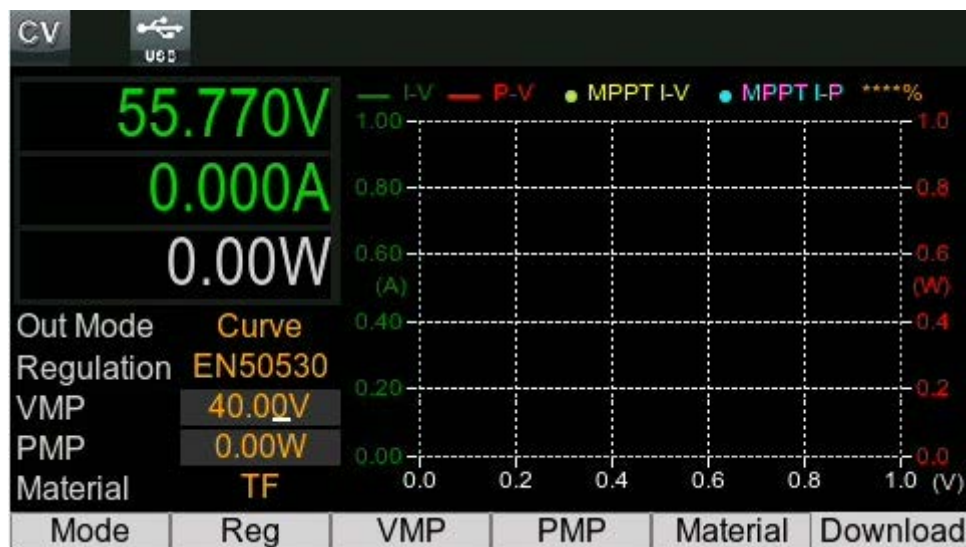 CV USB
55.770V
0.000A
0.00W
Out Mode Curve
Regulation EN50530
VMP 40.00V
PMP 0.00W
Material TF
I-V P-V MPPT I-V MPPT I-P ****%
1.00 1.0
0.80 0.8
0.60 0.6
(A) (W)
0.40 0.4
0.20 0.2
0.00 0.0
0.0 0.2 0.4 0.6 0.8 1.0 (V)
Mode Reg VMP PMP Material Download